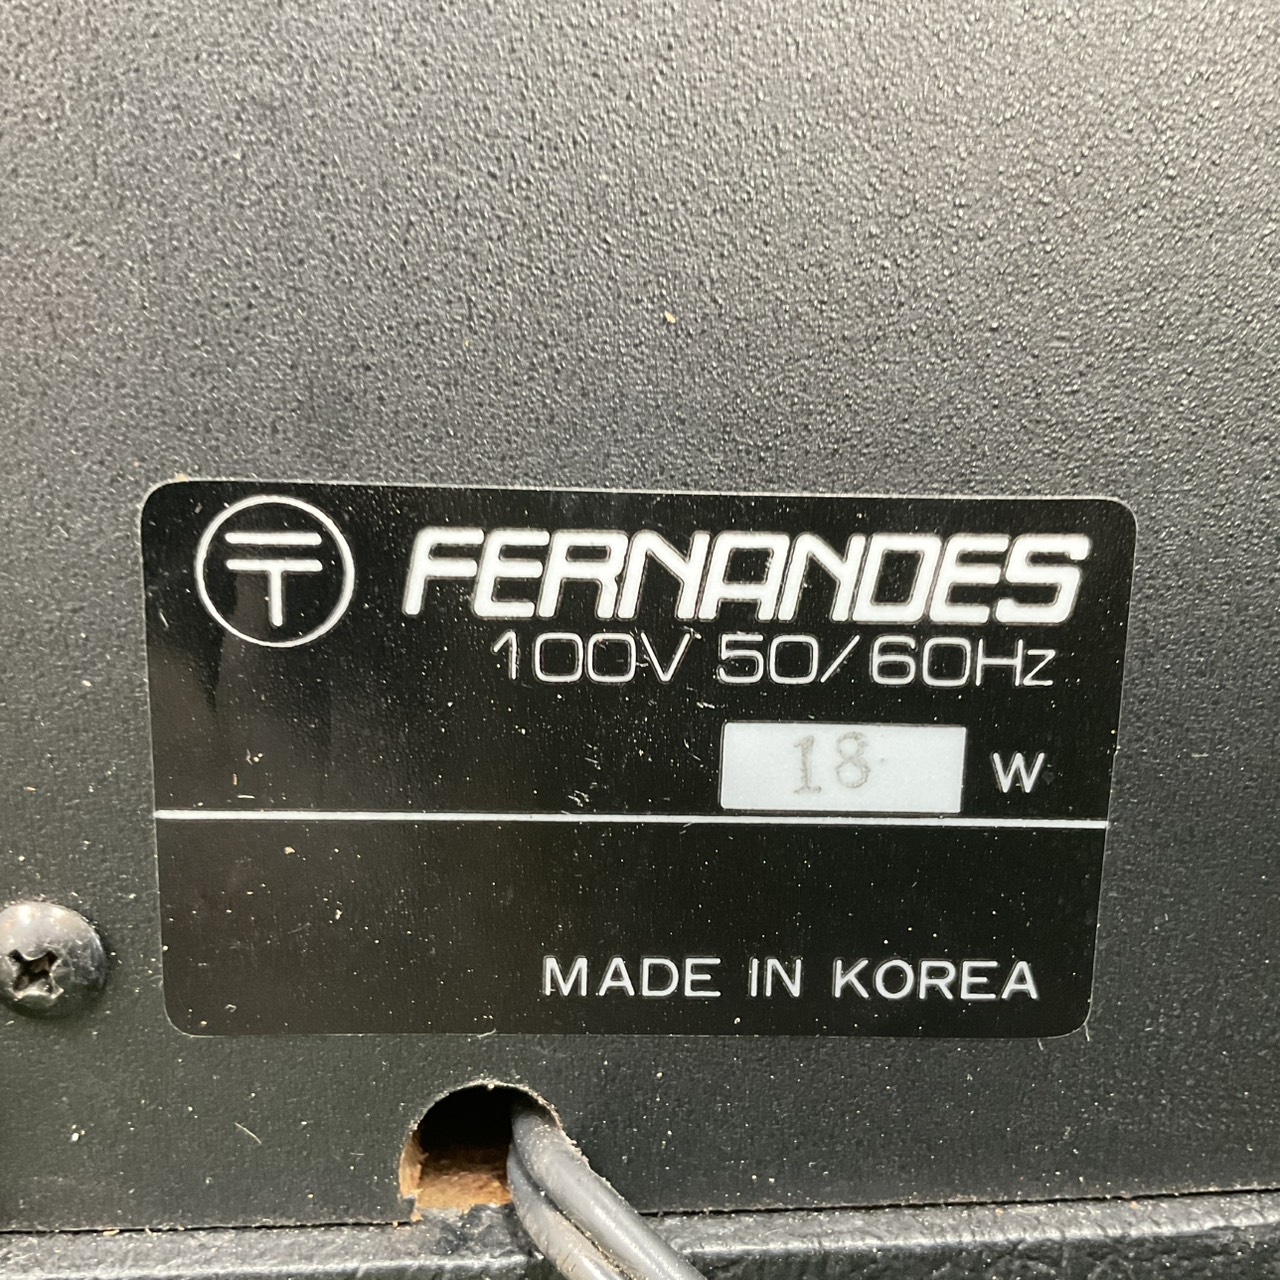 〒 FERNANDES
100V 50/60Hz
18 W
MADE IN KOREA